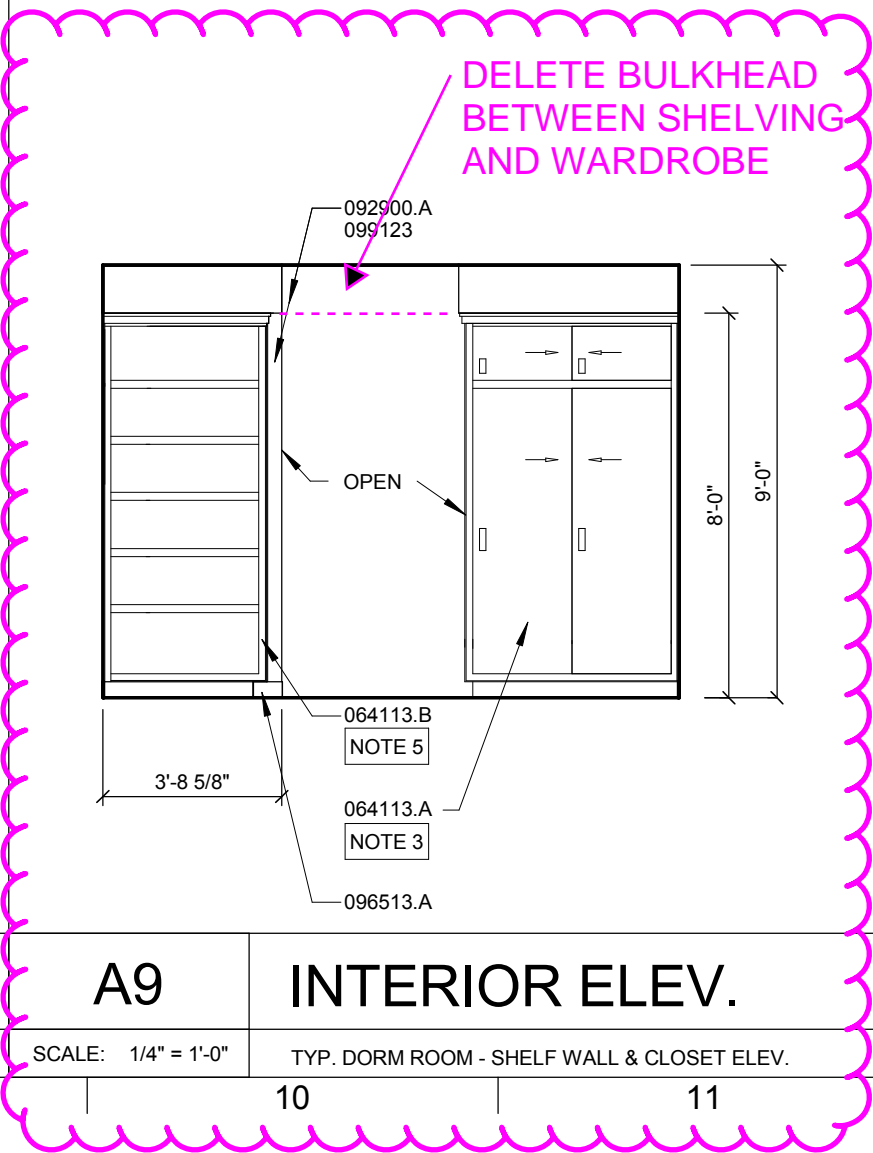 DELETE BULKHEAD
BETWEEN SHELVING
AND WARDROBE
092900.A
099123
OPEN
8'-0"
9'-0"
064113.B
NOTE 5
3'-8 5/8"
064113.A
NOTE 3
096513.A
A9
INTERIOR ELEV.
SCALE: 1/4" = 1'-0"
TYP. DORM ROOM - SHELF WALL & CLOSET ELEV.
10
11